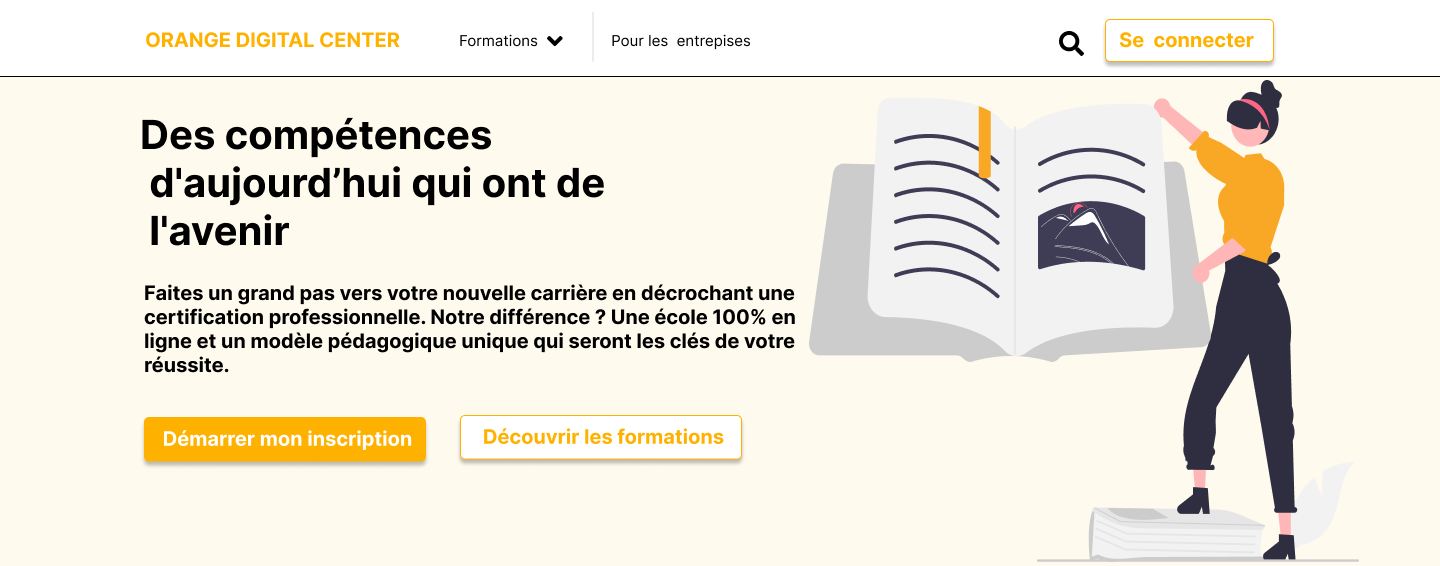 ORANGE DIGITAL CENTER
Formations
Pour les entrepises
Se connecter
Des compétences
d'aujourd’hui qui ont de
l'avenir
Faites un grand pas vers votre nouvelle carrière en décrochant une
certification professionnelle. Notre différence ? Une école 100% en
ligne et un modèle pédagogique unique qui seront les clés de votre
réussite.
Démarrer mon inscription
Découvrir les formations